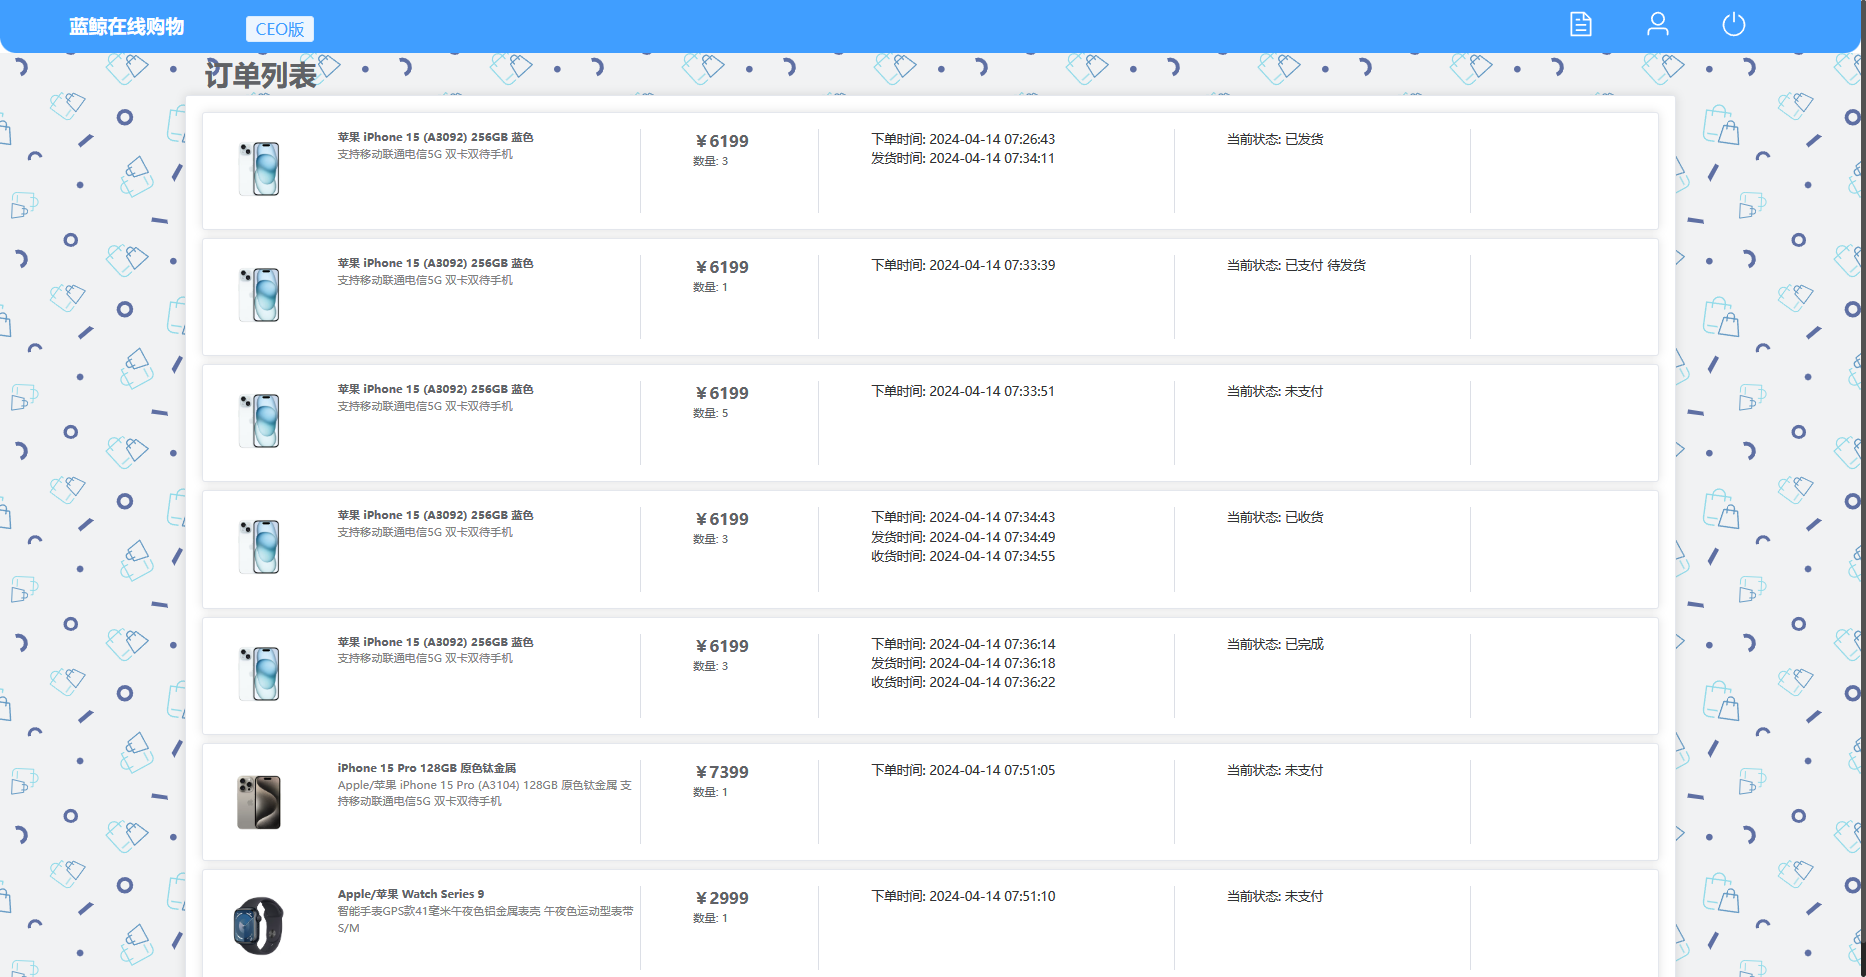 蓝鲸在线购物
CEO版
订单列表
苹果 iPhone 15 (A3092) 256GB 蓝色
支持移动联通电信5G 双卡双待手机
￥6199
数量: 3
下单时间: 2024-04-14 07:26:43
发货时间: 2024-04-14 07:34:11
当前状态: 已发货
苹果 iPhone 15 (A3092) 256GB 蓝色
支持移动联通电信5G 双卡双待手机
￥6199
数量: 1
下单时间: 2024-04-14 07:33:39
当前状态: 已支付 待发货
苹果 iPhone 15 (A3092) 256GB 蓝色
支持移动联通电信5G 双卡双待手机
￥6199
数量: 5
下单时间: 2024-04-14 07:33:51
当前状态: 未支付
苹果 iPhone 15 (A3092) 256GB 蓝色
支持移动联通电信5G 双卡双待手机
￥6199
数量: 3
下单时间: 2024-04-14 07:34:43
发货时间: 2024-04-14 07:34:49
收货时间: 2024-04-14 07:34:55
当前状态: 已收货
苹果 iPhone 15 (A3092) 256GB 蓝色
支持移动联通电信5G 双卡双待手机
￥6199
数量: 3
下单时间: 2024-04-14 07:36:14
发货时间: 2024-04-14 07:36:18
收货时间: 2024-04-14 07:36:22
当前状态: 已完成
iPhone 15 Pro 128GB 原色钛金属
Apple/苹果 iPhone 15 Pro (A3104) 128GB 原色钛金属 支
持移动联通电信5G 双卡双待手机
￥7399
数量: 1
下单时间: 2024-04-14 07:51:05
当前状态: 未支付
Apple/苹果 Watch Series 9
智能手表GPS款41毫米午夜色铝金属表壳 午夜色运动型表带
S/M
￥2999
数量: 1
下单时间: 2024-04-14 07:51:10
当前状态: 未支付